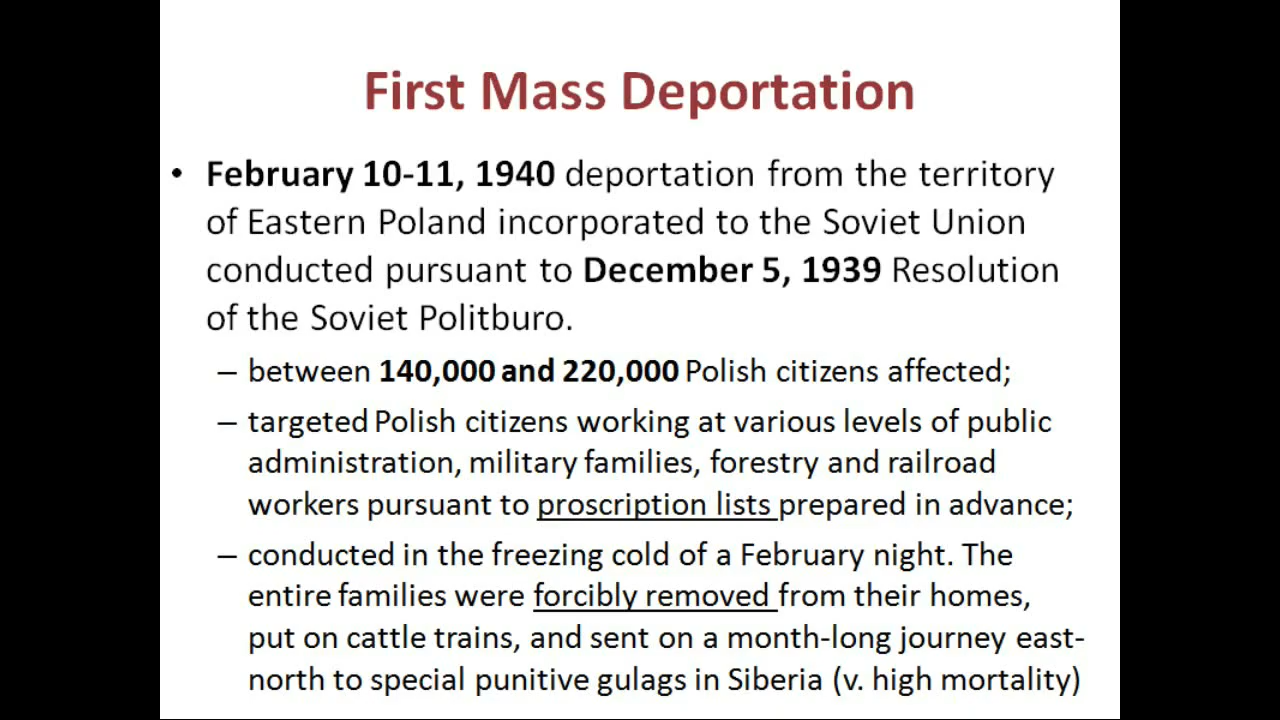 First Mass Deportation
• February 10-11, 1940 deportation from the territory
of Eastern Poland incorporated to the Soviet Union
conducted pursuant to December 5, 1939 Resolution
of the Soviet Politburo.
– between 140,000 and 220,000 Polish citizens affected;
– targeted Polish citizens working at various levels of public
administration, military families, forestry and railroad
workers pursuant to proscription lists prepared in advance;
– conducted in the freezing cold of a February night. The
entire families were forcibly removed from their homes,
put on cattle trains, and sent on a month-long journey east-
north to special punitive gulags in Siberia (v. high mortality)